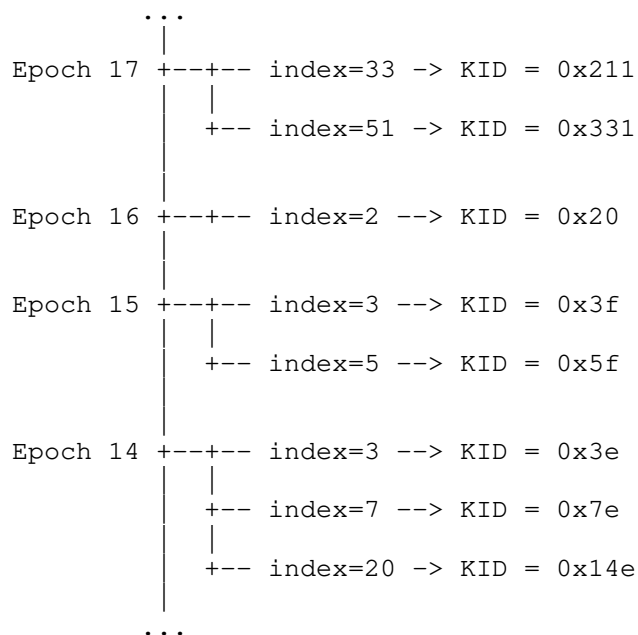 ...
Epoch 17 +--+-- index=33 -> KID = 0x211
+-- index=51 -> KID = 0x331
Epoch 16 +--+-- index=2 --> KID = 0x20
Epoch 15 +--+-- index=3 --> KID = 0x3f
+-- index=5 --> KID = 0x5f
Epoch 14 +--+-- index=3 --> KID = 0x3e
+-- index=7 --> KID = 0x7e
+-- index=20 -> KID = 0x14e
...